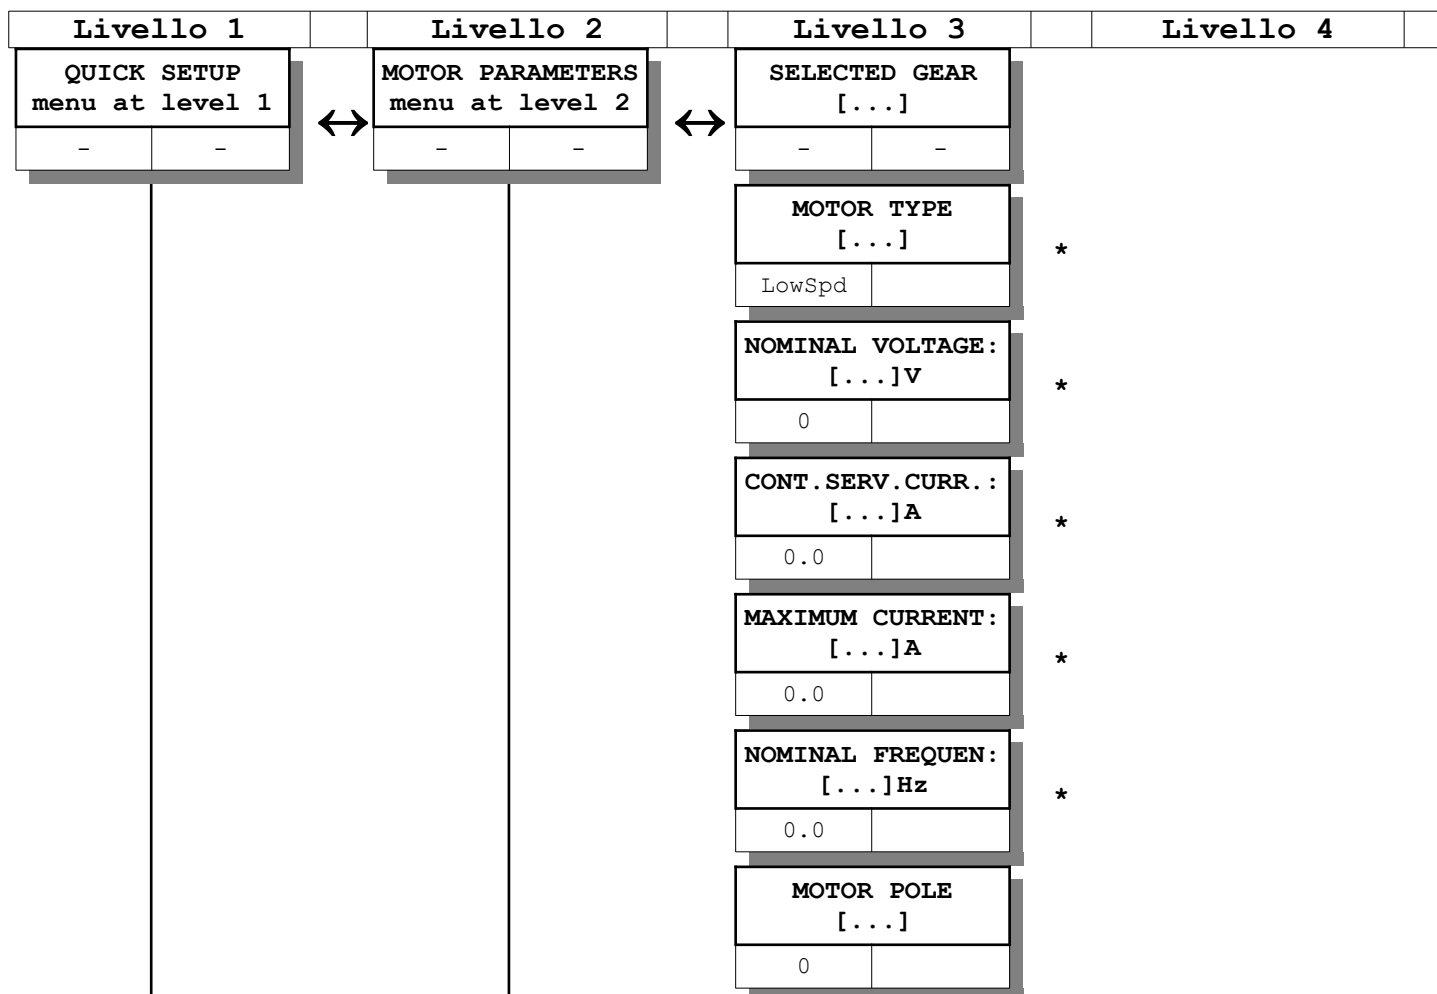 Livello 1 Livello 2 Livello 3 Livello 4
QUICK SETUP
menu at level 1
- -
MOTOR PARAMETERS
menu at level 2
- -
SELECTED GEAR
[...]
- -
MOTOR TYPE
[...]
*
LowSpd
NOMINAL VOLTAGE:
[...]V
*
0
CONT.SERV.CURR.:
[...]A
*
0.0
MAXIMUM CURRENT:
[...]A
*
0.0
NOMINAL FREQUEN:
[...]Hz
*
0.0
MOTOR POLE
[...]
0